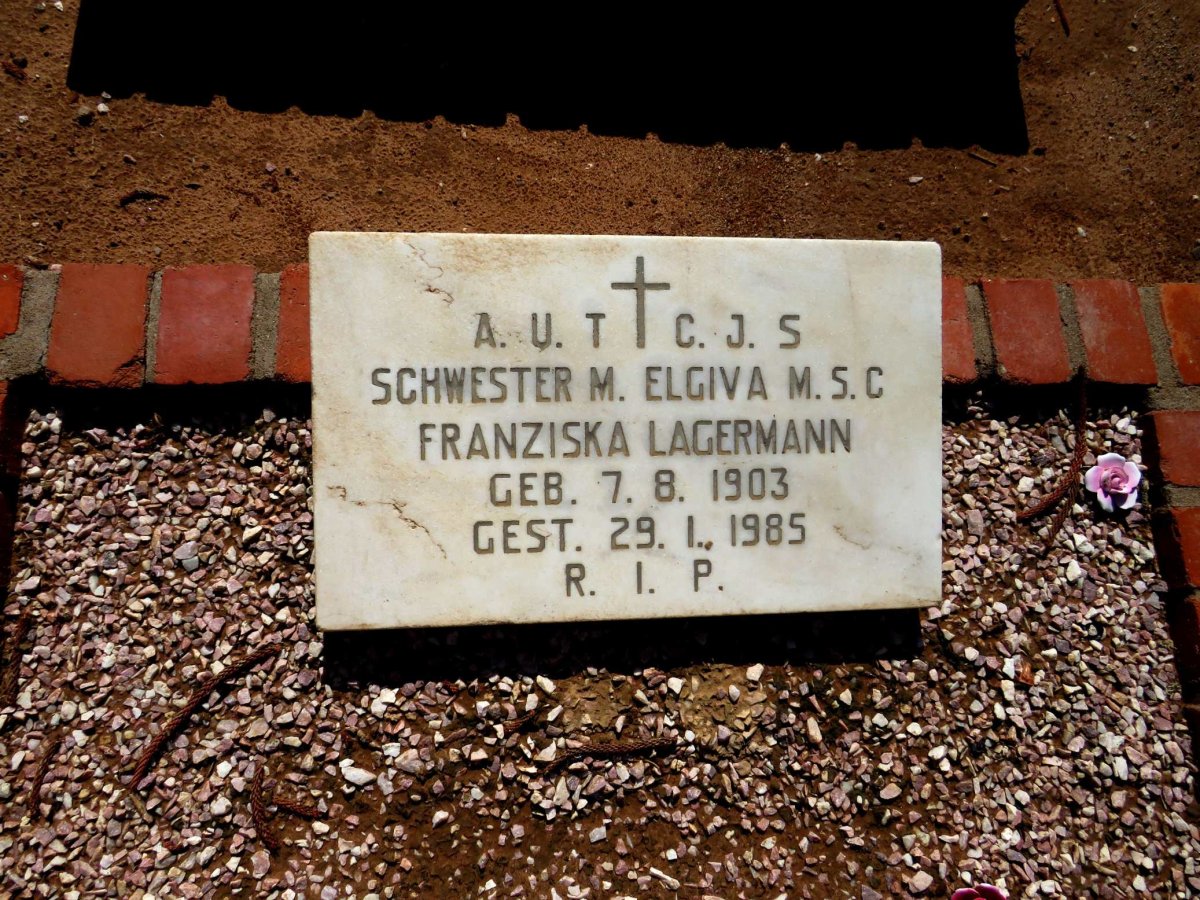 A. U. T C. J. S
SCHWESTER M. ELGIVA M. S. C
FRANZISKA LAGERMANN
GEB. 7. 8. 1903
GEST. 29. 1. 1985
R. I. P.